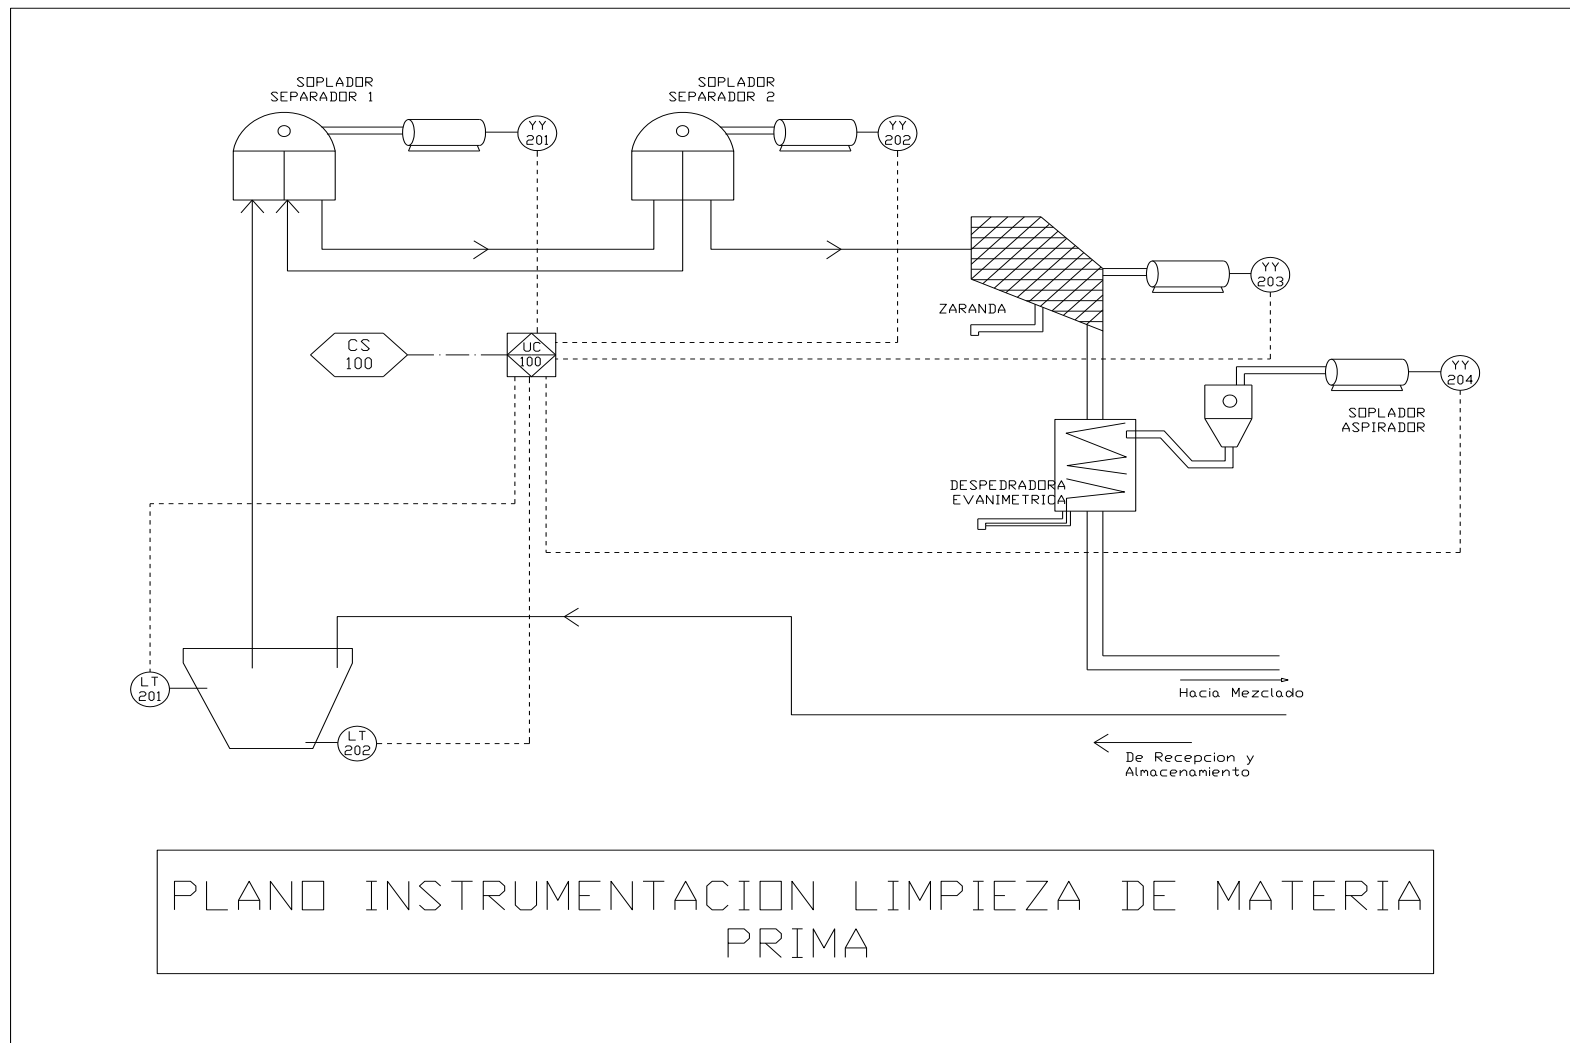 SOPLADOR
SEPARADOR 1
SOPLADOR
SEPARADOR 2
YY
201
YY
202
YY
203
ZARANDA
CS
100
UC
100
YY
204
SOPLADOR
ASPIRADOR
DESPEDRADORA
EVANIMETRICA
LT
201
LT
202
Hacia Mezclado
De Recepcion y
Almacenamiento
PLANO INSTRUMENTACION LIMPIEZA DE MATERIA
PRIMA